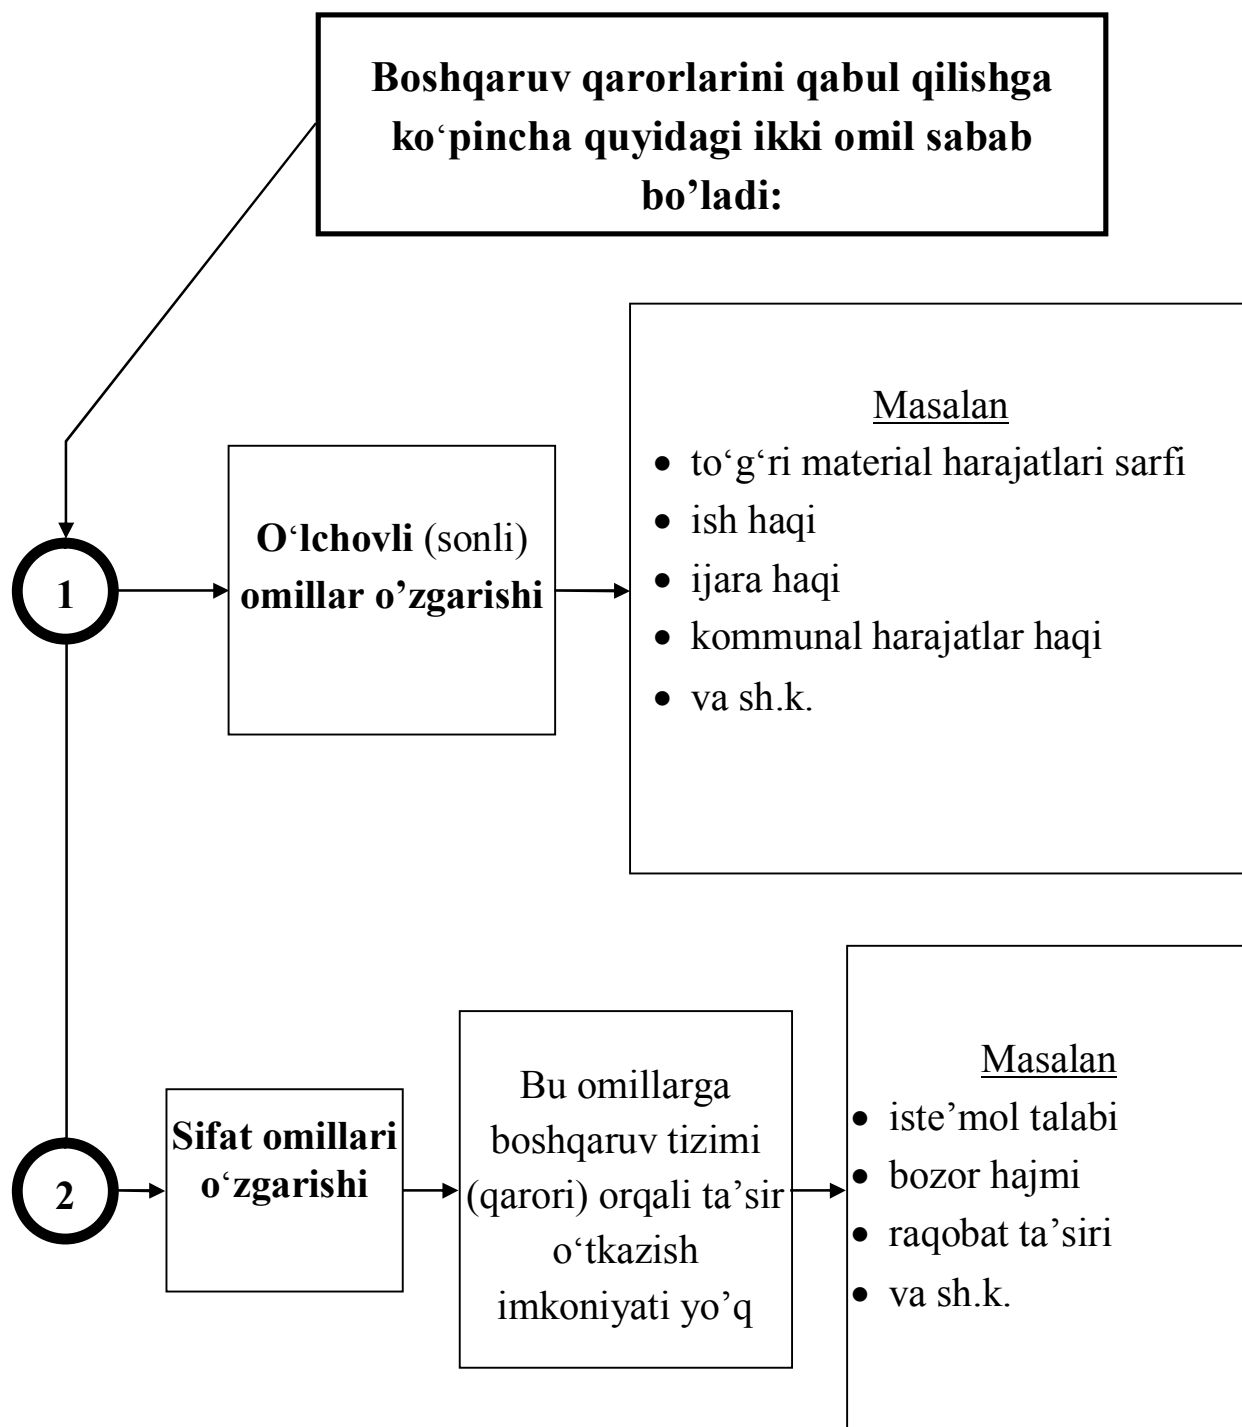 Boshqaruv qarorlarini qabul qilishga
ko‘pincha quyidagi ikki omil sabab
bo’ladi:
Masalan
• to‘g‘ri material harajatlari sarfi
• ish haqi
• ijara haqi
• kommunal harajatlar haqi
• va sh.k.
1
O‘lchovli (sonli)
omillar o’zgarishi
2
Sifat omillari
o‘zgarishi
Bu omillarga
boshqaruv tizimi
(qarori) orqali ta’sir
o‘tkazish
imkoniyati yo’q
Masalan
• iste’mol talabi
• bozor hajmi
• raqobat ta’siri
• va sh.k.